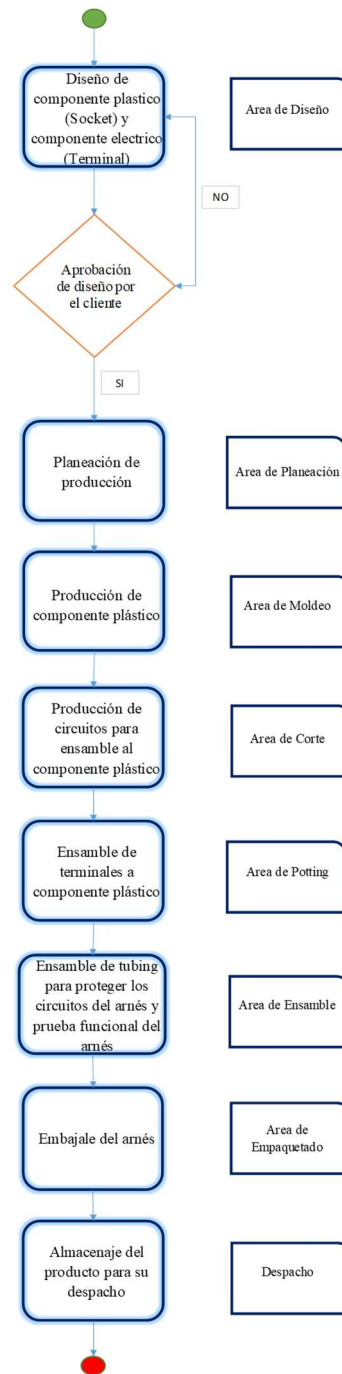 Diseño de
componente plastico
(Socket) y
componente electrico
(Terminal)
Area de Diseño
NO
Aprobación
de diseño por
el cliente
SI
Planeación de
producción
Area de Planeación
Producción de
componente plástico
Area de Moldeo
Producción de
circuitos para
ensamble al
componente plástico
Area de Corte
Ensamble de
terminales a
componente plástico
Area de Potting
Ensamble de tubing
para proteger los
circuitos del arnés y
prueba funcional del
arnés
Area de Ensamble
Embajale del arnés
Area de
Empaquetado
Almacenaje del
producto para su
despacho
Despacho